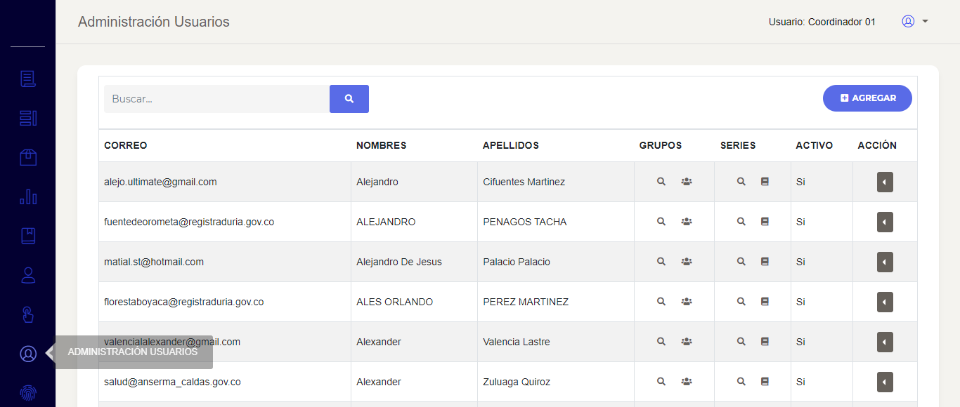 Administración Usuarios
Usuario: Coordinador 01
Buscar...
AGREGAR
CORREO NOMBRES APELLIDOS GRUPOS SERIES ACTIVO ACCIÓN
alejo.ultimate@gmail.com Alejandro Cifuentes Martinez Si
fuentedeorometa@registraduria.gov.co ALEJANDRO PENAGOS TACHA Si
matial.st@hotmail.com Alejandro De Jesus Palacio Palacio Si
florestaboyaca@registraduria.gov.co ALES ORLANDO PEREZ MARTINEZ Si
valencialalexander@gmail.com Alexander Valencia Lastre Si
ADMINISTRACIÓN USUARIOS
salud@anserma_caldas.gov.co Alexander Zuluaga Quiroz Si